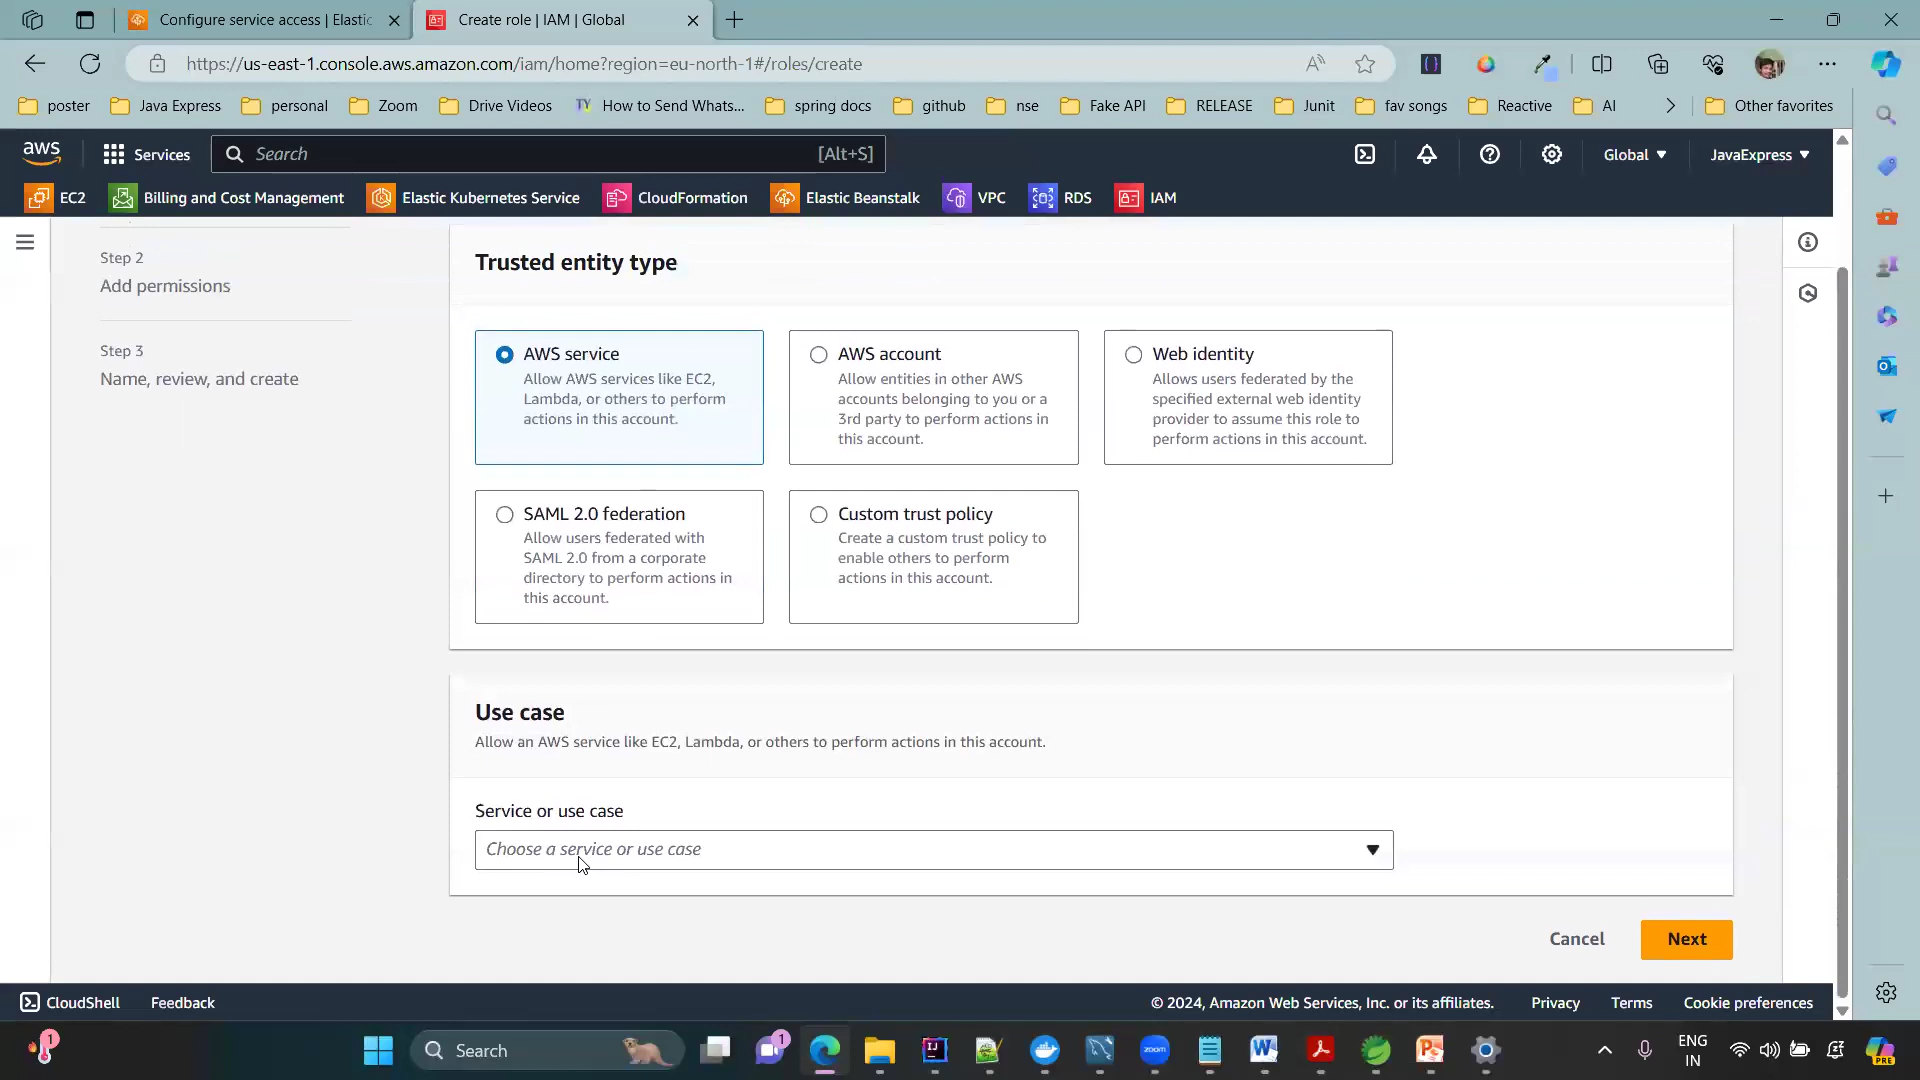 Configure service access | Elastic
Create role | IAM | Global
https://us-east-1.console.aws.amazon.com/iam/home?region=eu-north-1#/roles/create
poster
Java Express
personal
Zoom
Drive Videos
TY How to Send Whats...
spring docs
github
nse
Fake API
RELEASE
Junit
fav songs
Reactive
AI
Other favorites
aws
Services
Search
[Alt+S]
Global
JavaExpress
EC2
Billing and Cost Management
Elastic Kubernetes Service
CloudFormation
Elastic Beanstalk
VPC
RDS
IAM
Step 2
Add permissions
Step 3
Name, review, and create
Trusted entity type
AWS service
Allow AWS services like EC2,
Lambda, or others to perform
actions in this account.
AWS account
Allow entities in other AWS
accounts belonging to you or a
3rd party to perform actions in
this account.
Web identity
Allows users federated by the
specified external web identity
provider to assume this role to
perform actions in this account.
SAML 2.0 federation
Allow users federated with
SAML 2.0 from a corporate
directory to perform actions in
this account.
Custom trust policy
Create a custom trust policy to
enable others to perform
actions in this account.
Use case
Allow an AWS service like EC2, Lambda, or others to perform actions in this account.
Service or use case
Choose a service or use case
Cancel
Next
CloudShell
Feedback
© 2024, Amazon Web Services, Inc. or its affiliates.
Privacy
Terms
Cookie preferences
1
Search
1
zoom
ENG
IN
PRE